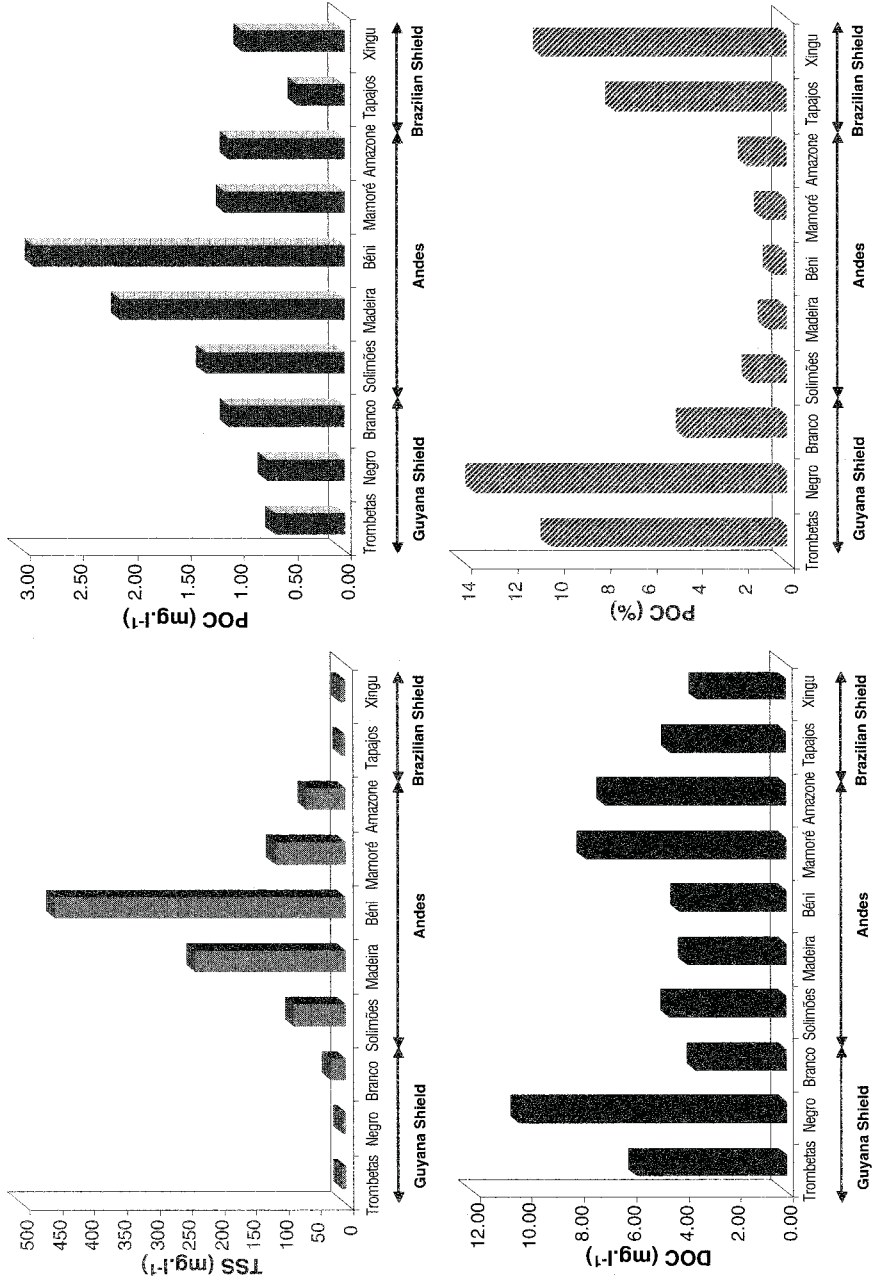 500
450
400
350
300
250
200
150
100
50
0
TSS (mg.l-1)
Trombetas Negro Branco Solimões Madeira Béni Mamoré Amazone Tapajos Xingu
Guyana Shield Andes Brazilian Shield
3.00
2.50
2.00
1.50
1.00
0.50
0.00
POC (mg.l-1)
Trombetas Negro Branco Solimões Madeira Béni Mamoré Amazone Tapajos Xingu
Guyana Shield Andes Brazilian Shield
12.00
10.00
8.00
6.00
4.00
2.00
0.00
DOC (mg.l-1)
Trombetas Negro Branco Solimões Madeira Béni Mamoré Amazone Tapajos Xingu
Guyana Shield Andes Brazilian Shield
14
12
10
8
6
4
2
0
POC (%)
Trombetas Negro Branco Solimões Madeira Béni Mamoré Amazone Tapajos Xingu
Guyana Shield Andes Brazilian Shield